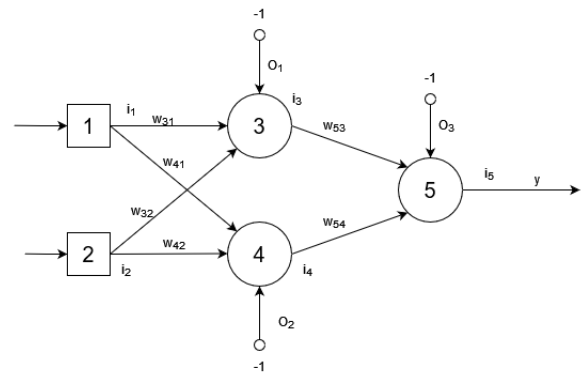 -1
O₁
-1
O₃
i₁
w₃₁
i₃
1
3
w₅₃
w₄₁
i₅
y
5
w₃₂
w₅₄
w₄₂
2
4
i₂
i₄
O₂
-1